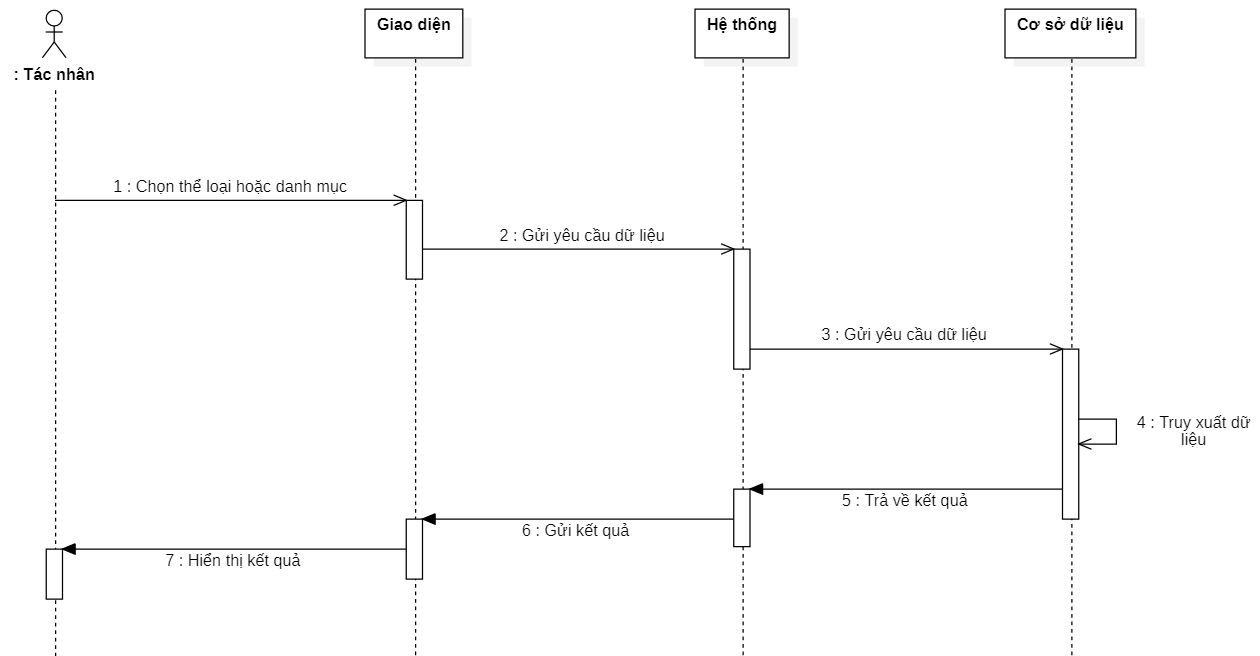 : Tác nhân
Giao diện
Hệ thống
Cơ sở dữ liệu
1 : Chọn thể loại hoặc danh mục
2 : Gửi yêu cầu dữ liệu
3 : Gửi yêu cầu dữ liệu
4 : Truy xuất dữ
liệu
5 : Trả về kết quả
6 : Gửi kết quả
7 : Hiển thị kết quả